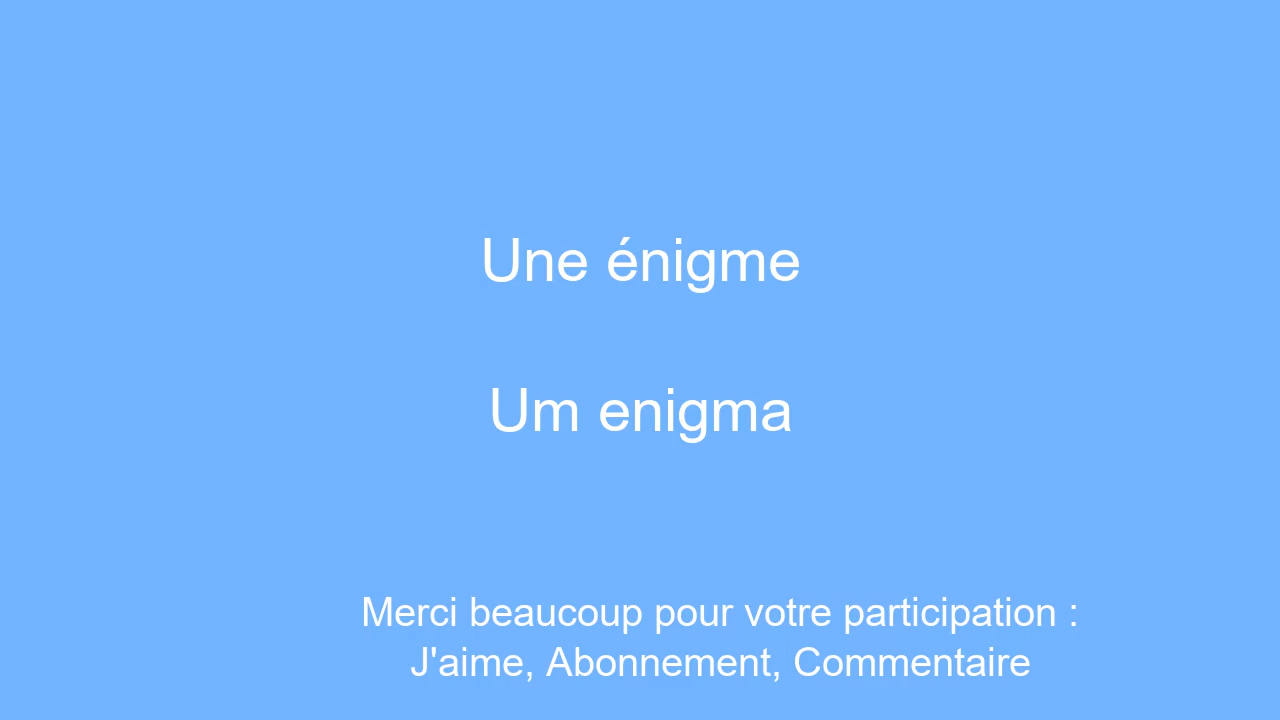 Une énigme
Um enigma
Merci beaucoup pour votre participation :
J'aime, Abonnement, Commentaire